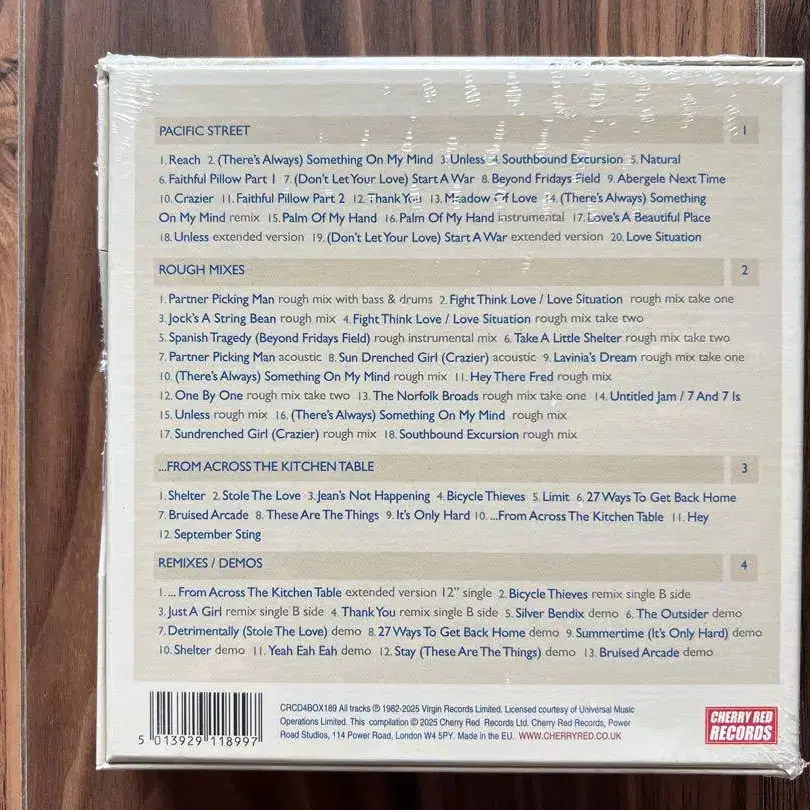 PACIFIC STREET 1
1. Reach 2. (There's Always) Something On My Mind 3. Unless 4. Southbound Excursion 5. Natural
6. Faithful Pillow Part 1 7. (Don't Let Your Love) Start A War 8. Beyond Fridays Field 9. Abergele Next Time
10. Crazier 11. Faithful Pillow Part 2 12. Thank You 13. Meadow Of Love 14. (There's Always) Something
On My Mind remix 15. Palm Of My Hand 16. Palm Of My Hand instrumental 17. Love's A Beautiful Place
18. Unless extended version 19. (Don't Let Your Love) Start A War extended version 20. Love Situation
ROUGH MIXES 2
1. Partner Picking Man rough mix with bass & drums 2. Fight Think Love / Love Situation rough mix take one
3. Jock's A String Bean rough mix 4. Fight Think Love / Love Situation rough mix take two
5. Spanish Tragedy (Beyond Fridays Field) rough instrumental mix 6. Take A Little Shelter rough mix take two
7. Partner Picking Man acoustic 8. Sun Drenched Girl (Crazier) acoustic 9. Lavinia's Dream rough mix take one
10. (There's Always) Something On My Mind rough mix 11. Hey There Fred rough mix
12. One By One rough mix take two 13. The Norfolk Broads rough mix take one 14. Untitled Jam / 7 And 7 Is
15. Unless rough mix 16. (There's Always) Something On My Mind rough mix
17. Sundrenched Girl (Crazier) rough mix 18. Southbound Excursion rough mix
...FROM ACROSS THE KITCHEN TABLE 3
1. Shelter 2. Stole The Love 3. Jean's Not Happening 4. Bicycle Thieves 5. Limit 6. 27 Ways To Get Back Home
7. Bruised Arcade 8. These Are The Things 9. It's Only Hard 10. ...From Across The Kitchen Table 11. Hey
12. September Sting
REMIXES / DEMOS 4
1. ... From Across The Kitchen Table extended version 12" single 2. Bicycle Thieves remix single B side
3. Just A Girl remix single B side 4. Thank You remix single B side 5. Silver Bendix demo 6. The Outsider demo
7. Detrimentally (Stole The Love) demo 8. 27 Ways To Get Back Home demo 9. Summertime (It's Only Hard) demo
10. Shelter demo 11. Yeah Eah Eah demo 12. Stay (These Are The Things) demo 13. Bruised Arcade demo
5 013929 118997
CRCD4BOX189 All tracks ℗ 1982-2025 Virgin Records Limited. Licensed courtesy of Universal Music
Operations Limited. This compilation © 2025 Cherry Red Records Ltd. Cherry Red Records, Power
Road Studios, 114 Power Road, London W4 5PY. Made in the EU. WWW.CHERRYRED.CO.UK
CHERRY RED
RECORDS